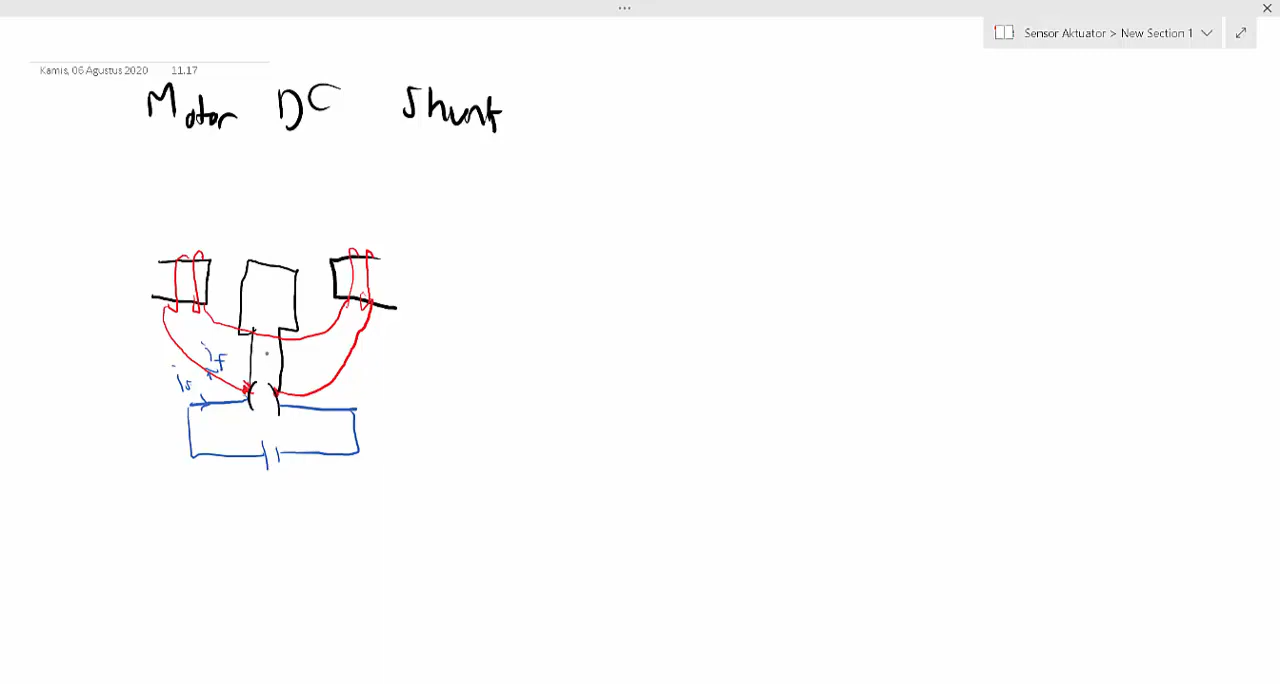 Sensor Aktuator > New Section 1
Kamis, 06 Agustus 2020 11.17
Motor DC Shunt
if
is